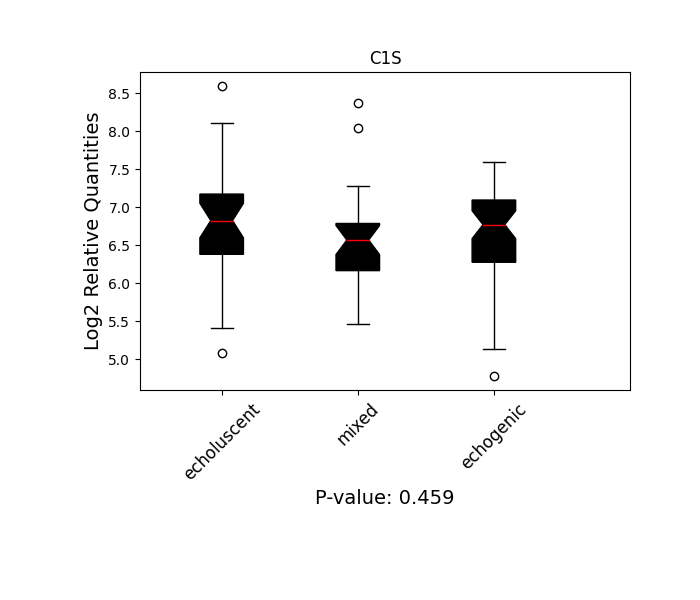 C1S
Log2 Relative Quantities
8.5
8.0
7.5
7.0
6.5
6.0
5.5
5.0
echoluscent
mixed
echogenic
P-value: 0.459